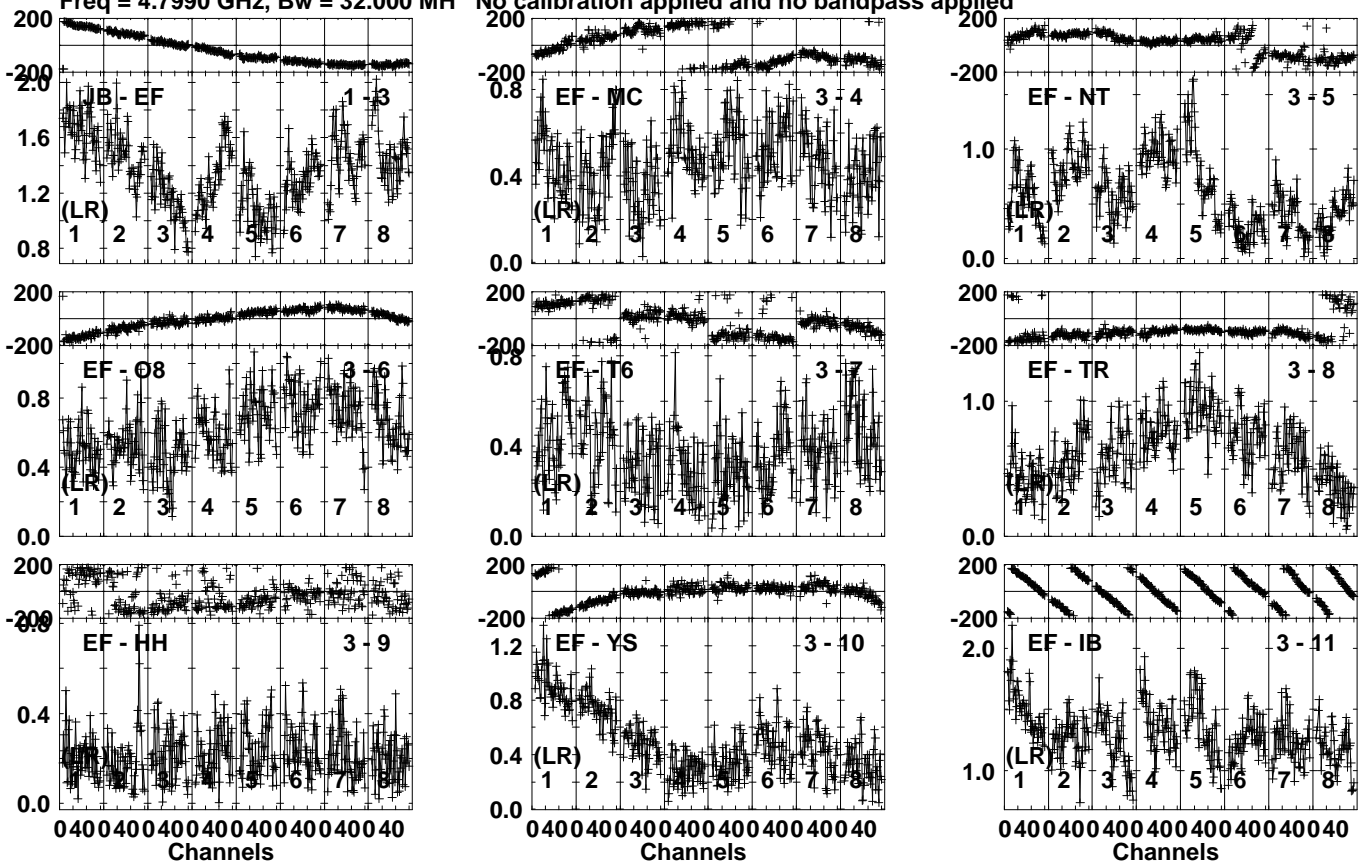 Freq = 4.7990 GHz, Bw = 32.000 MH No calibration applied and no bandpass applied
200
-200
2.0
1.6
1.2
0.8
JB - EF 1 - 3
(LR)
1 2 3 4 5 6 7 8
200
-200
0.8
0.4
0.0
EF - MC 3 - 4
(LR)
1 2 3 4 5 6 7 8
200
-200
1.0
0.0
EF - NT 3 - 5
(LR)
1 2 3 4 5 6 7 8
200
-200
0.8
0.4
0.0
EF - O8 3 - 6
(LR)
1 2 3 4 5 6 7 8
200
-200
0.8
0.4
0.0
EF - T6 3 - 7
(LR)
1 2 3 4 5 6 7 8
200
-200
1.0
0.0
EF - TR 3 - 8
(LR)
1 2 3 4 5 6 7 8
200
-200
0.8
0.4
0.0
EF - HH 3 - 9
(LR)
1 2 3 4 5 6 7 8
0 40 0 40 0 40 0 40 0 40 0 40 0 40 0 40
Channels
200
-200
1.2
0.8
0.4
0.0
EF - YS 3 - 10
(LR)
1 2 3 4 5 6 7 8
0 40 0 40 0 40 0 40 0 40 0 40 0 40 0 40
Channels
200
-200
2.0
1.0
EF - IB 3 - 11
(LR)
1 2 3 4 5 6 7 8
0 40 0 40 0 40 0 40 0 40 0 40 0 40 0 40
Channels